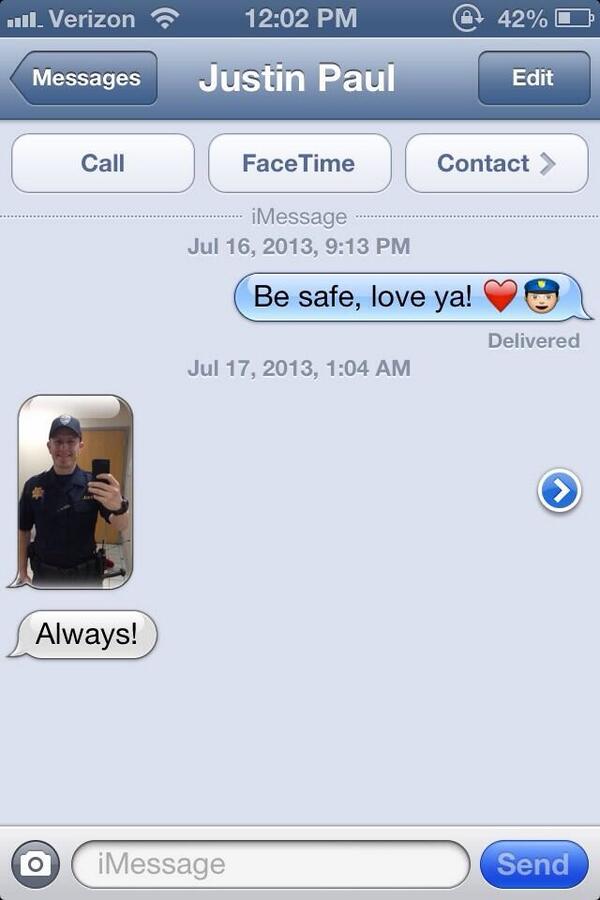 Verizon 12:02 PM 42%
Messages Justin Paul Edit
Call FaceTime Contact
iMessage
Jul 16, 2013, 9:13 PM
Be safe, love ya! ❤️👮
Delivered
Jul 17, 2013, 1:04 AM
Always!
iMessage Send